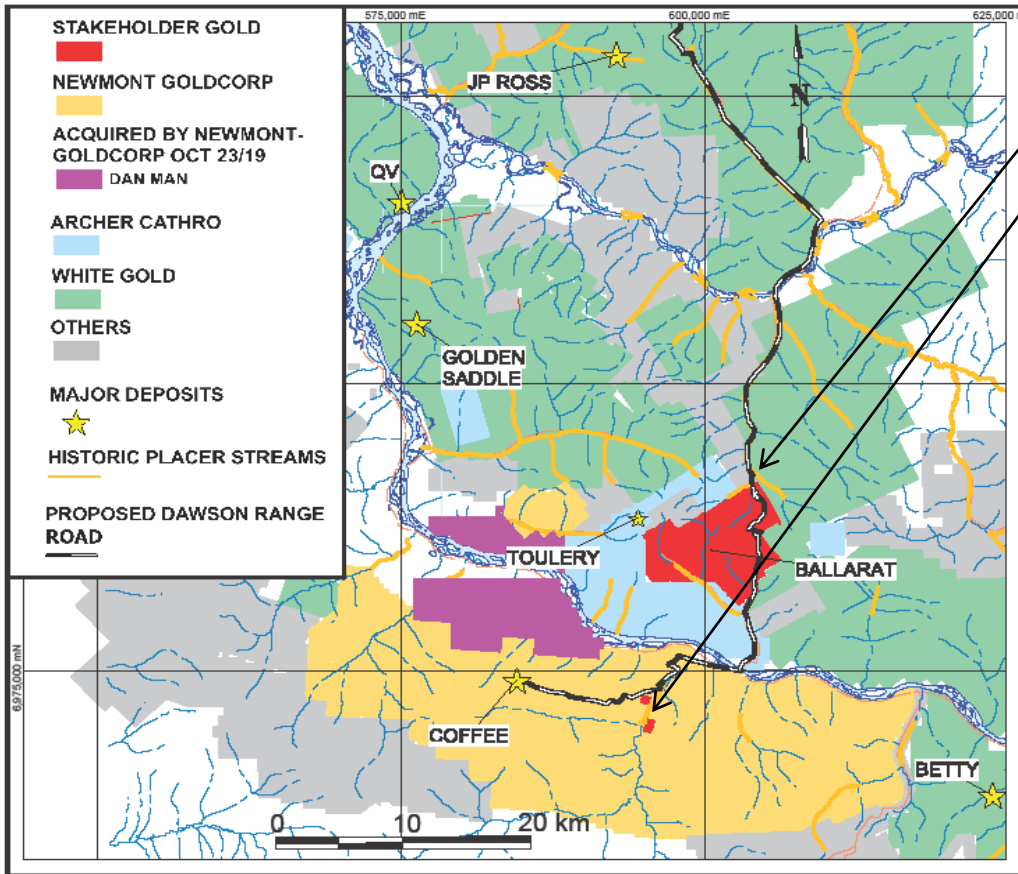 575,000 mE
600,000 mE
625,000 m
STAKEHOLDER GOLD
NEWMONT GOLDCORP
ACQUIRED BY NEWMONT-
GOLDCORP OCT 23/19
DAN MAN
ARCHER CATHRO
WHITE GOLD
OTHERS
MAJOR DEPOSITS
HISTORIC PLACER STREAMS
PROPOSED DAWSON RANGE
ROAD
JP ROSS
N
QV
GOLDEN
SADDLE
TOULERY
BALLARAT
6,975,000 mN
COFFEE
BETTY
0 10 20 km